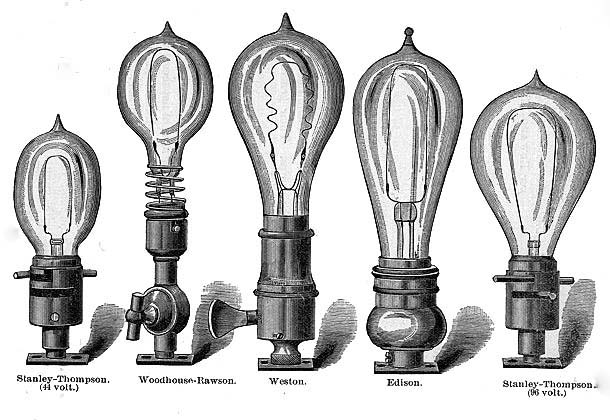 Stanley-Thompson.
(44 volt.)
Woodhouse-Rawson.
Weston.
Edison.
Stanley-Thompson.
(96 volt.)